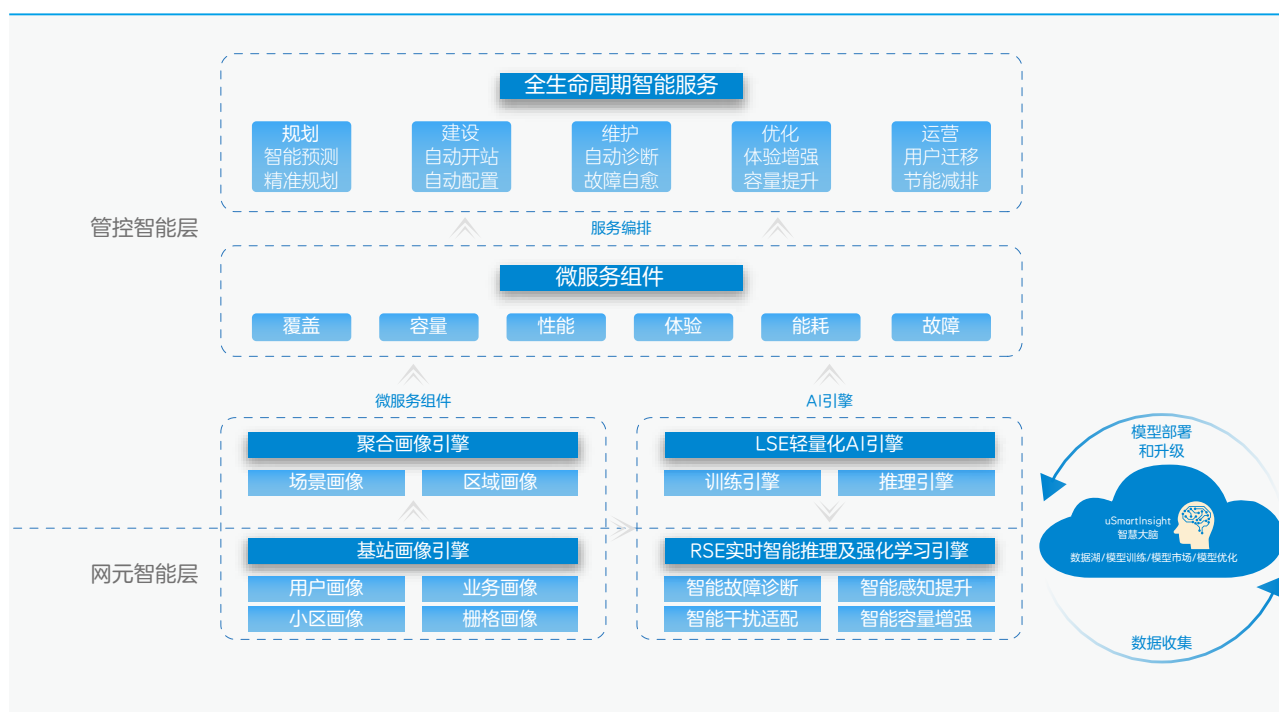 全生命周期智能服务
规划
智能预测
精准规划
建设
自动开站
自动配置
维护
自动诊断
故障自愈
优化
体验增强
容量提升
运营
用户迁移
节能减排
管控智能层
服务编排
微服务组件
覆盖
容量
性能
体验
能耗
故障
微服务组件
AI引擎
聚合画像引擎
场景画像
区域画像
LSE轻量化AI引擎
训练引擎
推理引擎
网元智能层
基站画像引擎
用户画像
业务画像
小区画像
栅格画像
RSE实时智能推理及强化学习引擎
智能故障诊断
智能感知提升
智能干扰适配
智能容量增强
模型部署
和升级
uSmartInsight
智慧大脑
数据湖/模型训练/模型市场/模型优化
数据收集